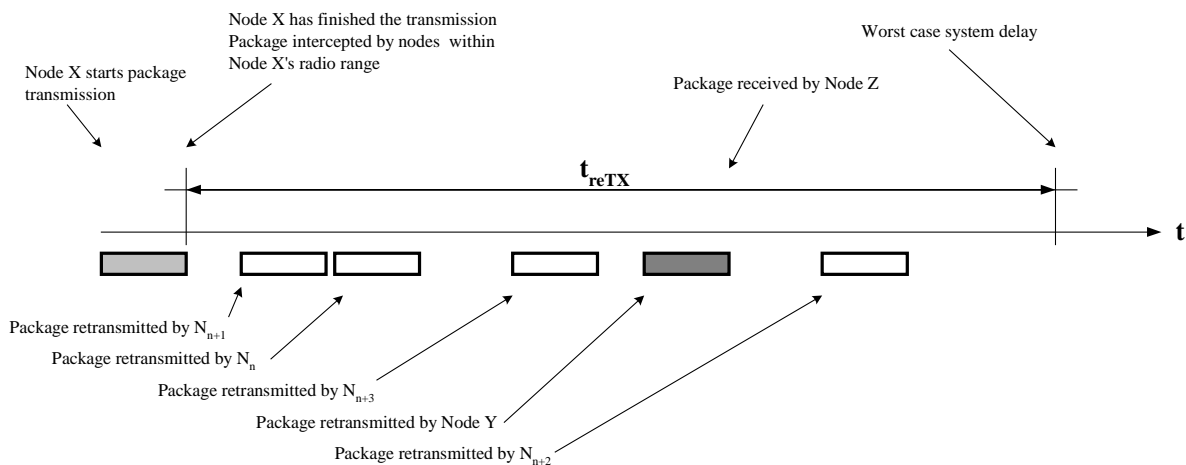 Node X has finished the transmission
Package intercepted by nodes within
Node X's radio range
Worst case system delay
Node X starts package
transmission
Package received by Node Z
t_reTX
t
Package retransmitted by N_n+1
Package retransmitted by N_n
Package retransmitted by N_n+3
Package retransmitted by Node Y
Package retransmitted by N_n+2